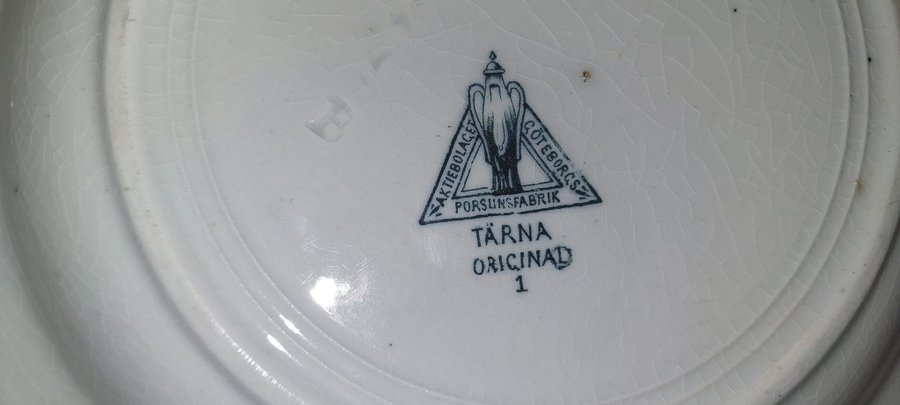 B
AKTIEBOLAGET
GÖTEBORGS
PORSLINSFABRIK
TÄRNA
ORIGINAL
1